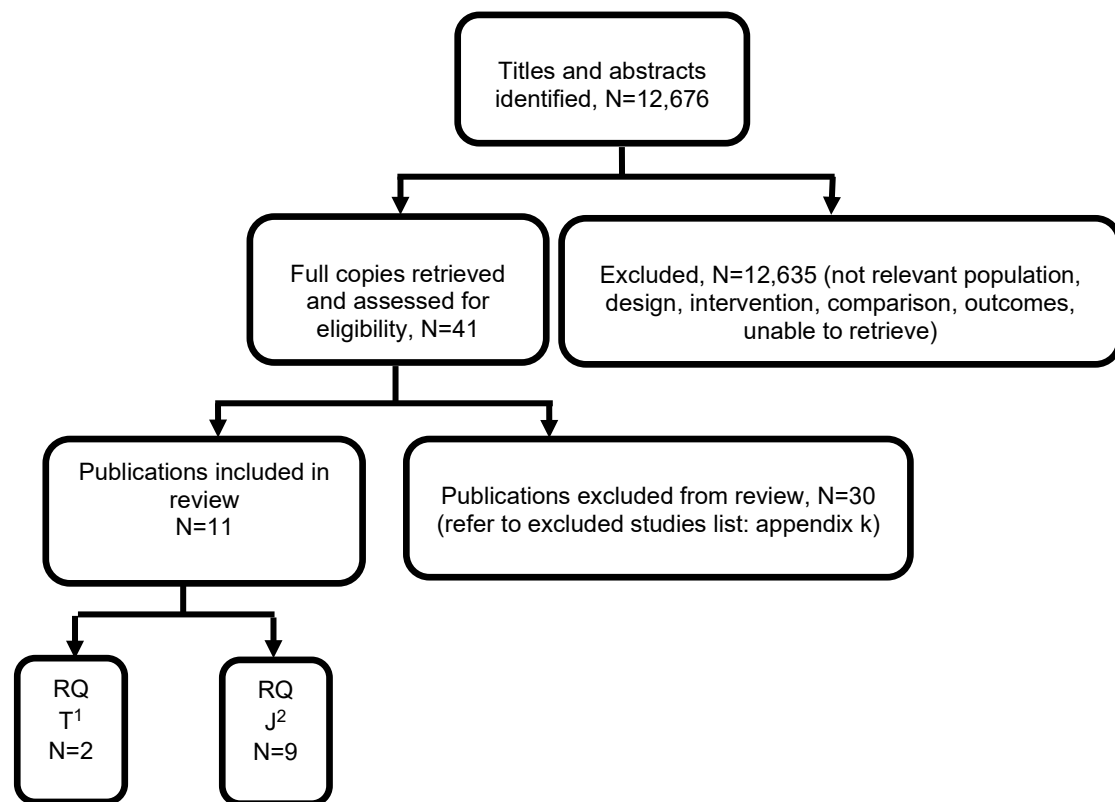 Titles and abstracts
identified, N=12,676
Full copies retrieved
and assessed for
eligibility, N=41
Excluded, N=12,635 (not relevant population,
design, intervention, comparison, outcomes,
unable to retrieve)
Publications included in
review
N=11
Publications excluded from review, N=30
(refer to excluded studies list: appendix k)
RQ
T¹
N=2
RQ
J²
N=9